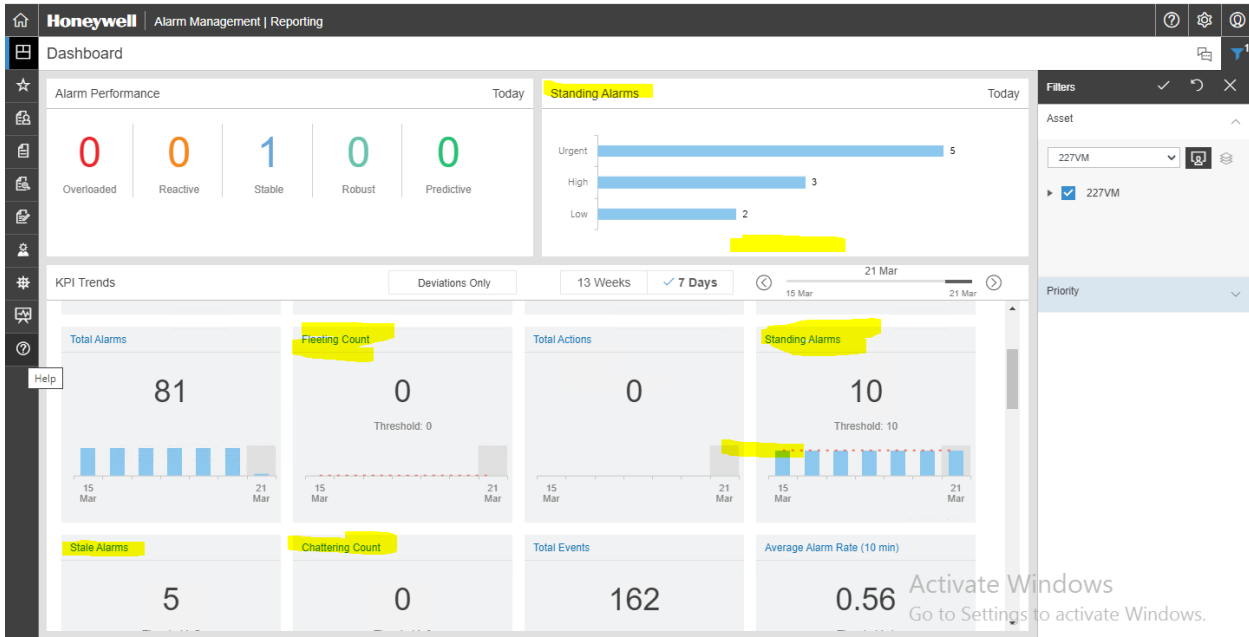 Honeywell Alarm Management | Reporting
Dashboard
1
Alarm Performance Today
0 0 1 0 0
Overloaded Reactive Stable Robust Predictive
Standing Alarms Today
Urgent 5
High 3
Low 2
Filters
Asset
227VM
227VM
Priority
KPI Trends Deviations Only 13 Weeks 7 Days 21 Mar
15 Mar 21 Mar
Help
Total Alarms
81
15 Mar 21 Mar
Fleeting Count
0
Threshold: 0
15 Mar 21 Mar
Total Actions
0
15 Mar 21 Mar
Standing Alarms
10
Threshold: 10
15 Mar 21 Mar
Stale Alarms
5
Chattering Count
0
Total Events
162
Average Alarm Rate (10 min)
0.56
Activate Windows
Go to Settings to activate Windows.